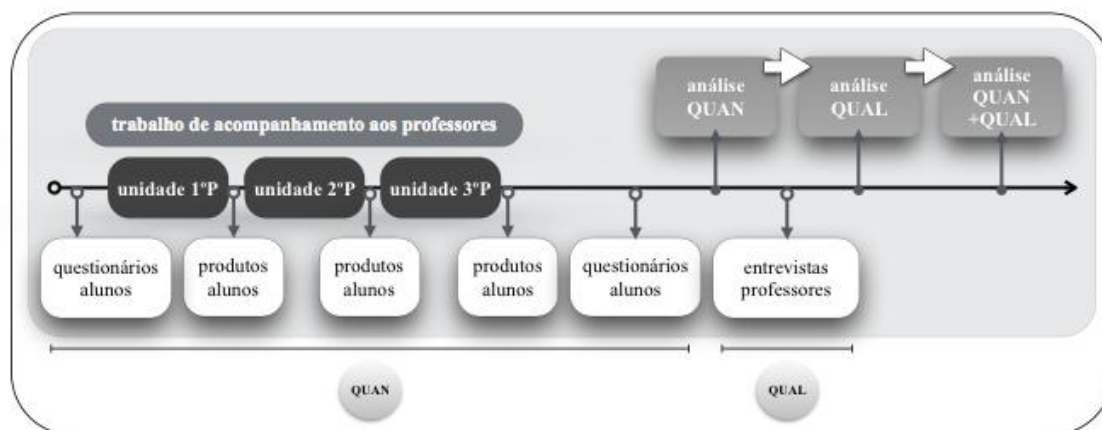 análise
QUAN
análise
QUAL
análise
QUAN
+QUAL
trabalho de acompanhamento aos professores
unidade 1ºP
unidade 2ºP
unidade 3ºP
questionários
alunos
produtos
alunos
produtos
alunos
produtos
alunos
questionários
alunos
entrevistas
professores
QUAN
QUAL